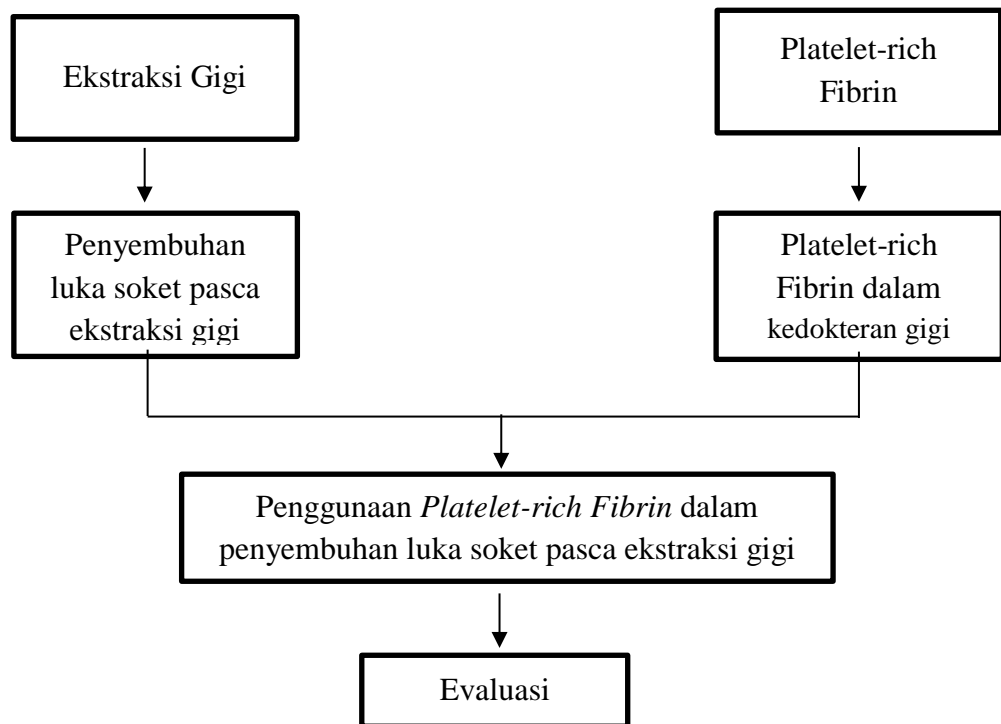 Ekstraksi Gigi
Platelet-rich
Fibrin
Penyembuhan
luka soket pasca
ekstraksi gigi
Platelet-rich
Fibrin dalam
kedokteran gigi
Penggunaan Platelet-rich Fibrin dalam
penyembuhan luka soket pasca ekstraksi gigi
Evaluasi